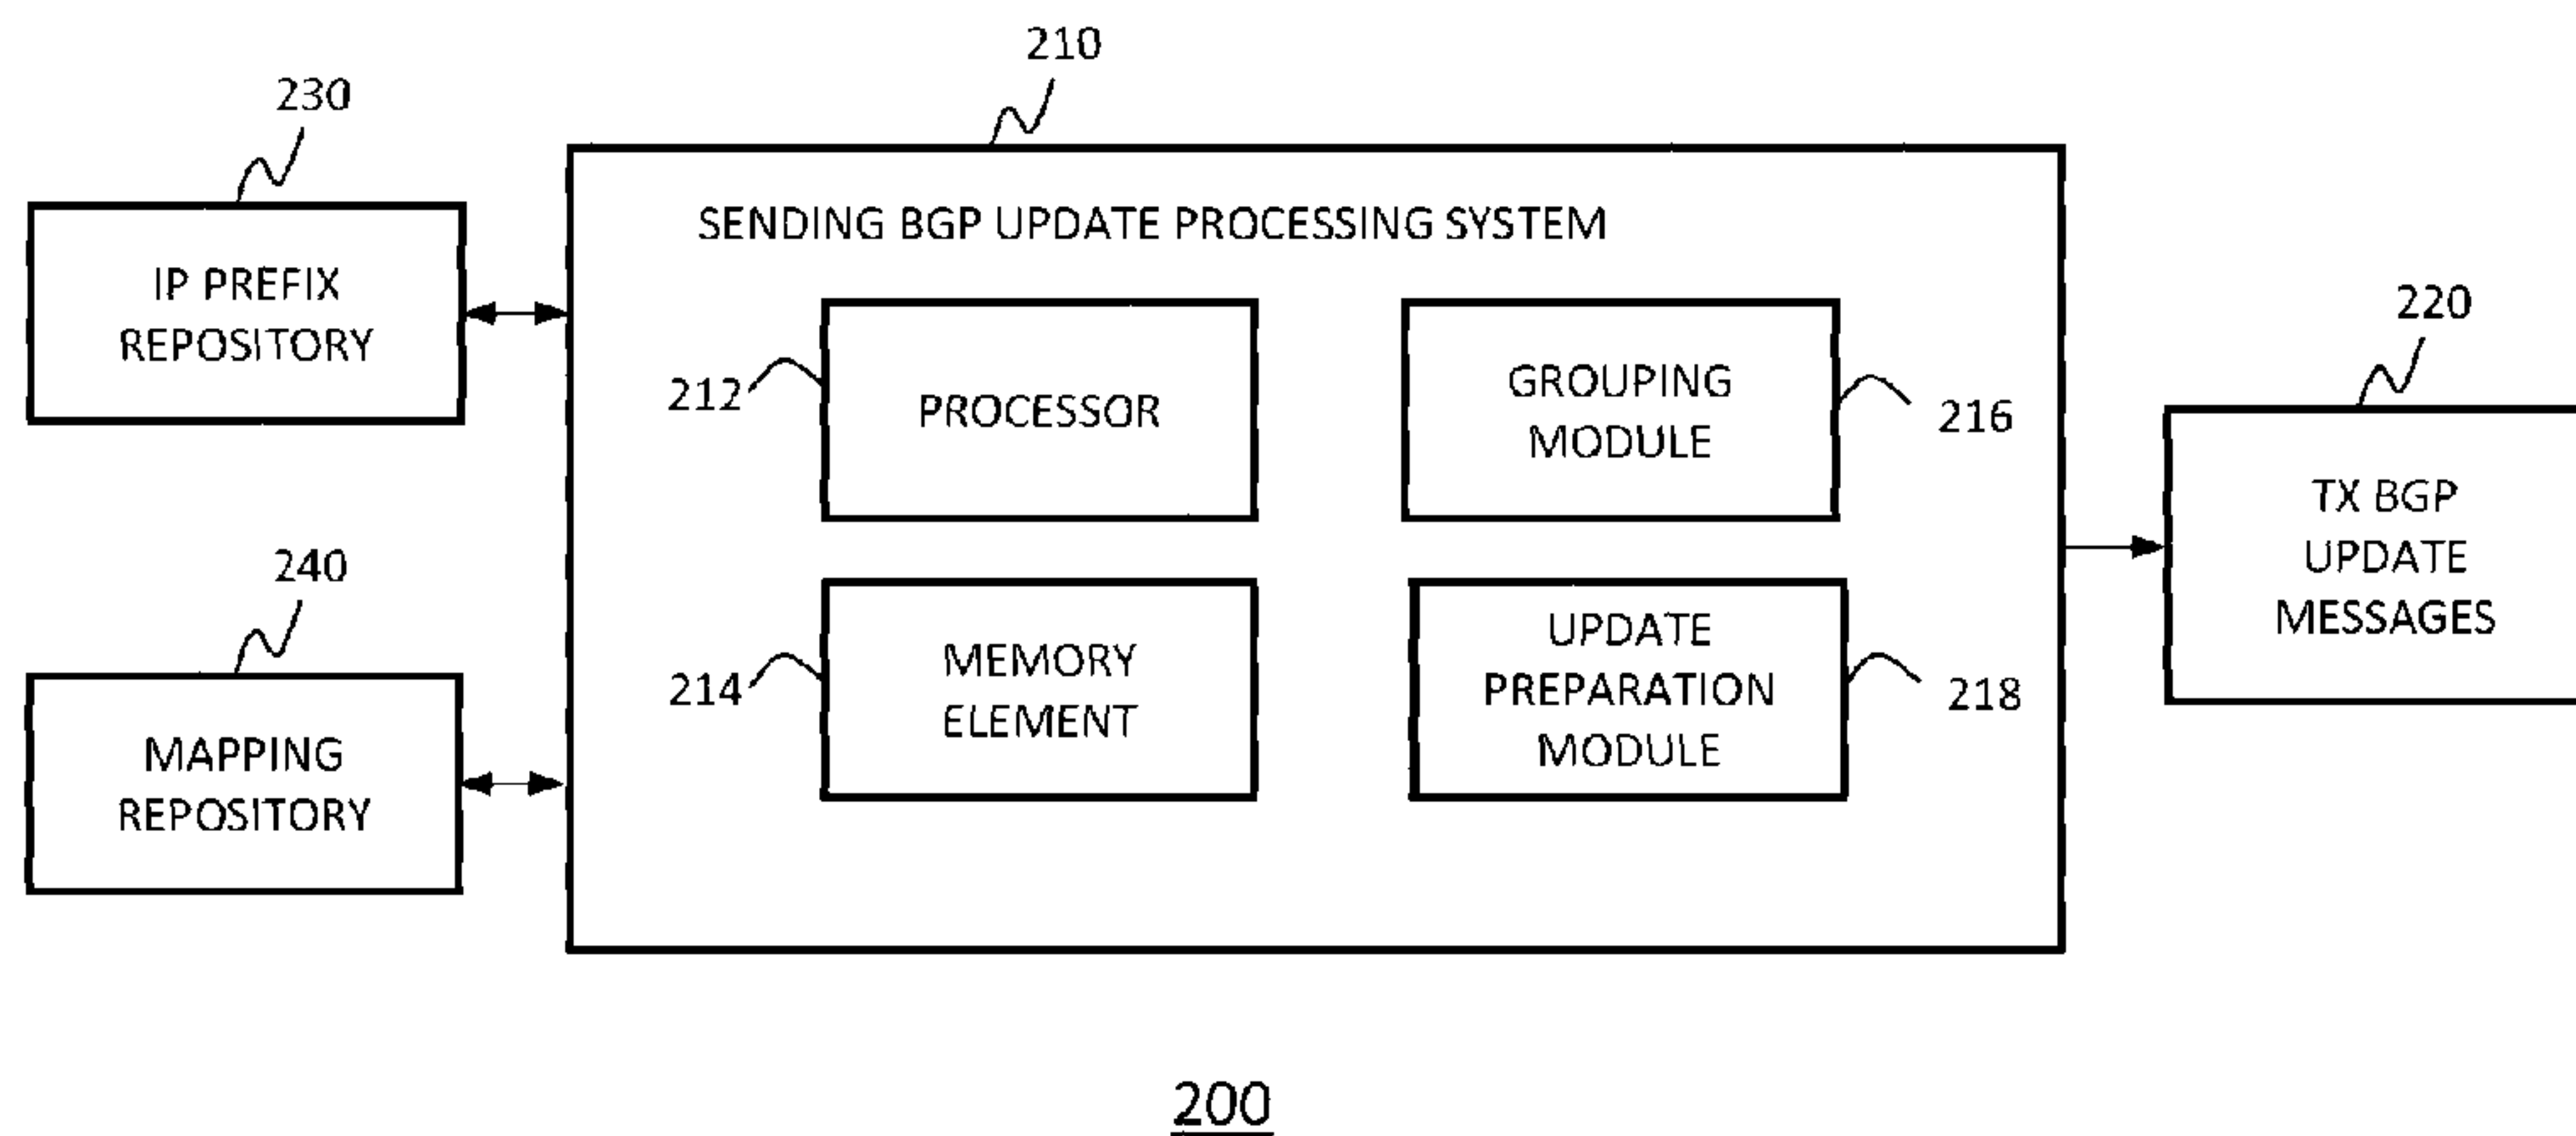 210
230
SENDING BGP UPDATE PROCESSING SYSTEM
IP PREFIX
REPOSITORY
220
212
PROCESSOR
GROUPING
MODULE
216
TX BGP
UPDATE
MESSAGES
240
MAPPING
REPOSITORY
214
MEMORY
ELEMENT
UPDATE
PREPARATION
MODULE
218
200